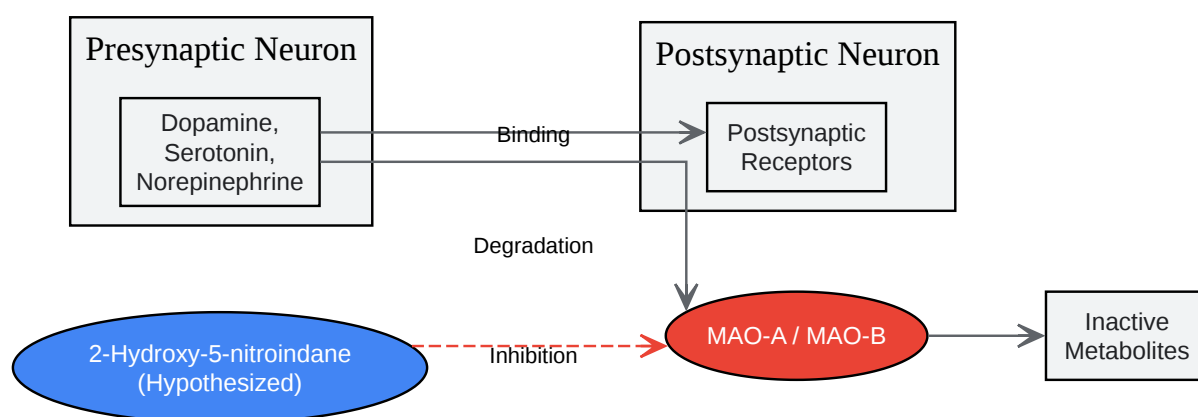 Presynaptic Neuron
Postsynaptic Neuron
Dopamine,
Serotonin,
Norepinephrine
Binding
Postsynaptic
Receptors
Degradation
2-Hydroxy-5-nitroindane
(Hypothesized)
Inhibition
MAO-A / MAO-B
Inactive
Metabolites